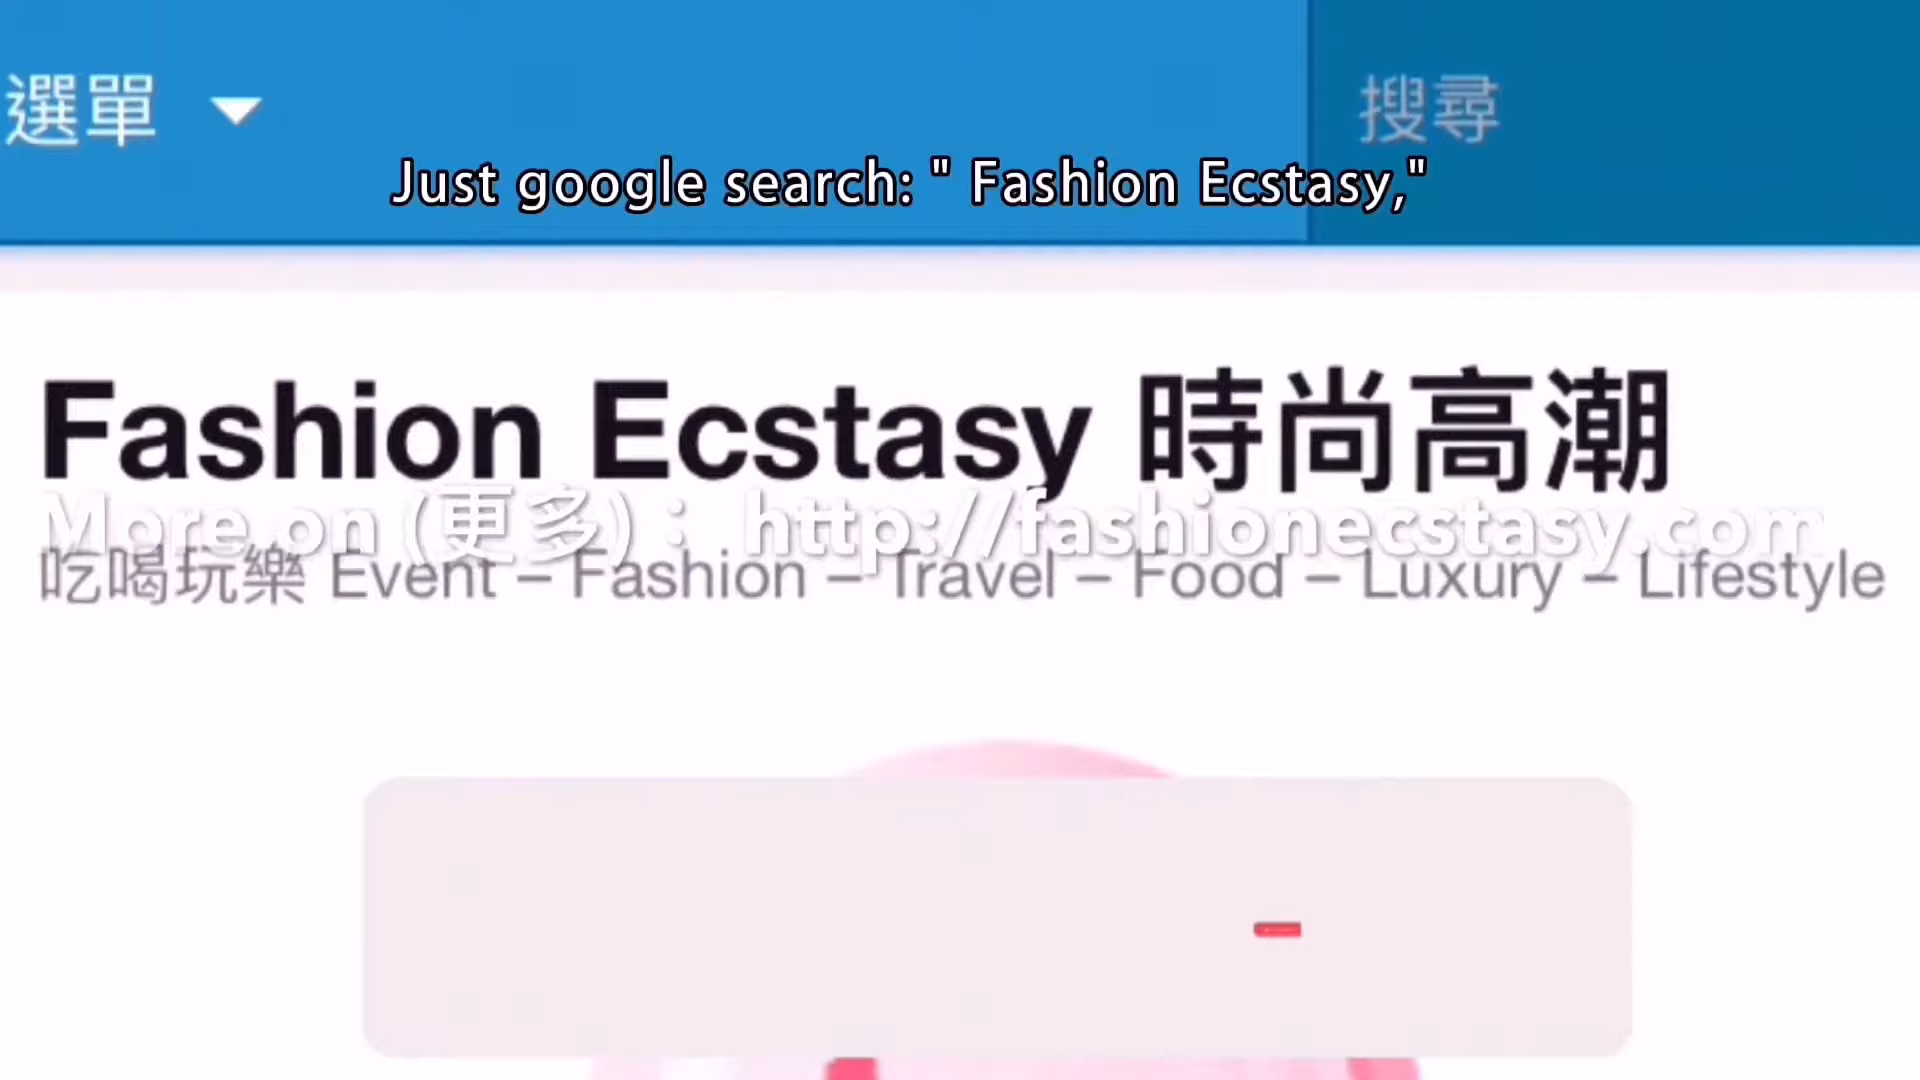 選單
搜尋
Just google search: " Fashion Ecstasy,"
Fashion Ecstasy 時尚高潮
More on (更多)： http://fashionecstasy.com
吃喝玩樂 Event – Fashion – Travel – Food – Luxury – Lifestyle